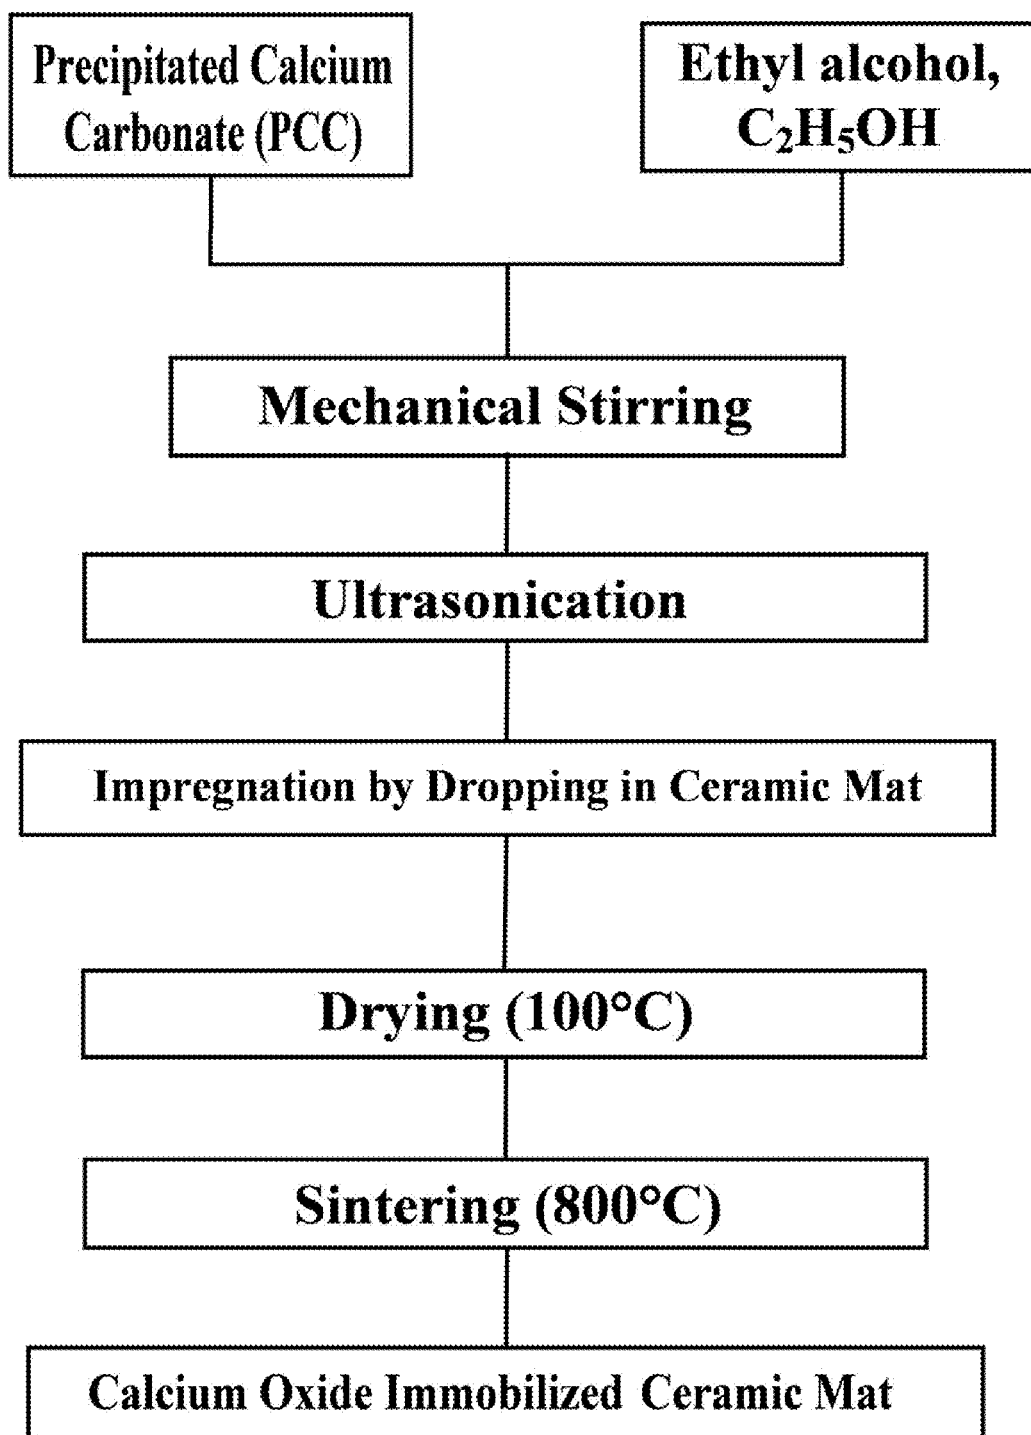 Precipitated Calcium
Carbonate (PCC)
Ethyl alcohol,
C₂H₅OH
Mechanical Stirring
Ultrasonication
Impregnation by Dropping in Ceramic Mat
Drying (100°C)
Sintering (800°C)
Calcium Oxide Immobilized Ceramic Mat